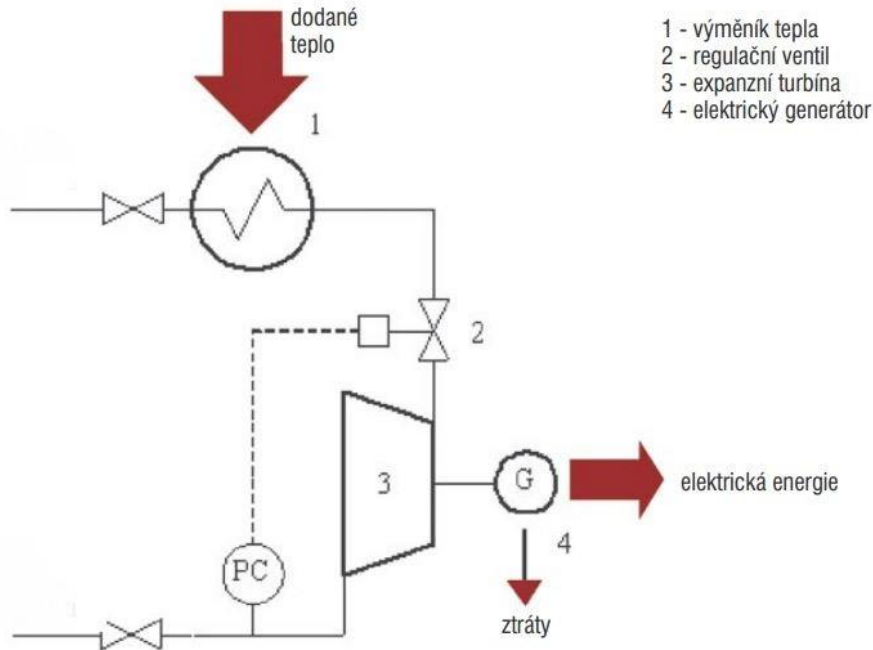 dodané
teplo
1 - výměník tepla
2 - regulační ventil
3 - expanzní turbína
4 - elektrický generátor
1
2
3
G
elektrická energie
4
PC
ztráty